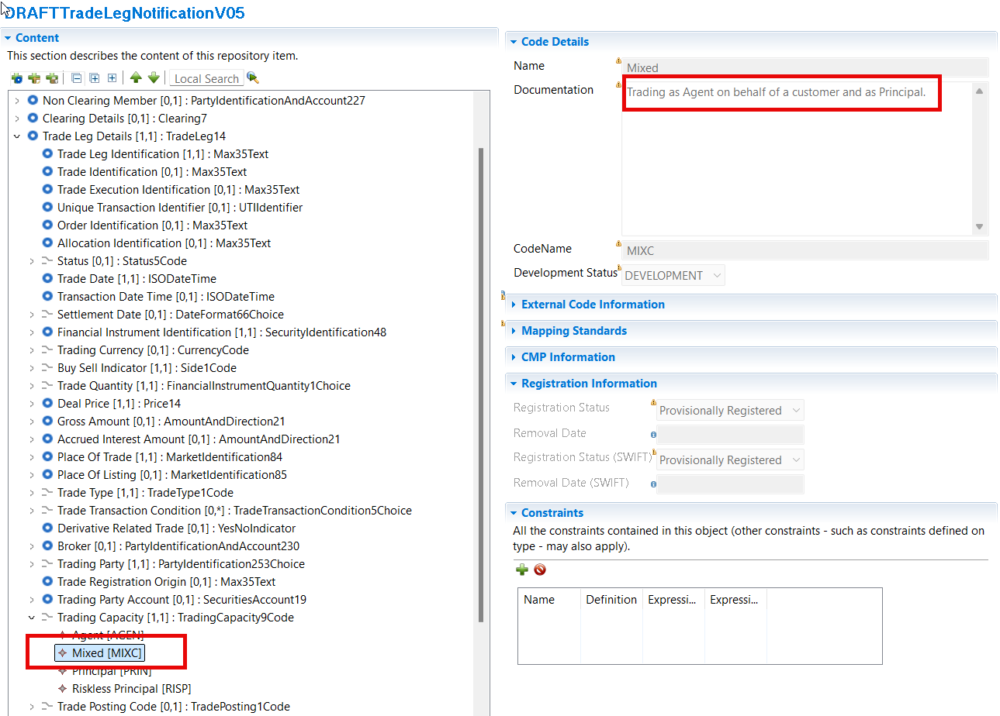 DRAFTTradeLegNotificationV05
Content
This section describes the content of this repository item.
Local Search
Non Clearing Member [0,1] : PartyIdentificationAndAccount227
Clearing Details [0,1] : Clearing7
Trade Leg Details [1,1] : TradeLeg14
Trade Leg Identification [1,1] : Max35Text
Trade Identification [0,1] : Max35Text
Trade Execution Identification [0,1] : Max35Text
Unique Transaction Identifier [0,1] : UTIIdentifier
Order Identification [0,1] : Max35Text
Allocation Identification [0,1] : Max35Text
Status [0,1] : Status5Code
Trade Date [1,1] : ISODateTime
Transaction Date Time [0,1] : ISODateTime
Settlement Date [0,1] : DateFormat66Choice
Financial Instrument Identification [1,1] : SecurityIdentification48
Trading Currency [0,1] : CurrencyCode
Buy Sell Indicator [1,1] : Side1Code
Trade Quantity [1,1] : FinancialInstrumentQuantity1Choice
Deal Price [1,1] : Price14
Gross Amount [0,1] : AmountAndDirection21
Accrued Interest Amount [0,1] : AmountAndDirection21
Place Of Trade [1,1] : MarketIdentification84
Place Of Listing [0,1] : MarketIdentification85
Trade Type [1,1] : TradeType1Code
Trade Transaction Condition [0,*] : TradeTransactionCondition5Choice
Derivative Related Trade [0,1] : YesNoIndicator
Broker [0,1] : PartyIdentificationAndAccount230
Trading Party [1,1] : PartyIdentification253Choice
Trade Registration Origin [0,1] : Max35Text
Trading Party Account [0,1] : SecuritiesAccount19
Trading Capacity [1,1] : TradingCapacity9Code
Agent [AGEN]
Mixed [MIXC]
Principal [PRIN]
Riskless Principal [RISP]
Trade Posting Code [0,1] : TradePosting1Code
Code Details
Name
Mixed
Documentation
Trading as Agent on behalf of a customer and as Principal.
CodeName
MIXC
Development Status
DEVELOPMENT
External Code Information
Mapping Standards
CMP Information
Registration Information
Registration Status
Provisionally Registered
Removal Date
Registration Status (SWIFT)
Provisionally Registered
Removal Date (SWIFT)
Constraints
All the constraints contained in this object (other constraints - such as constraints defined on
type - may also apply).
Name Definition Expressi... Expressi...